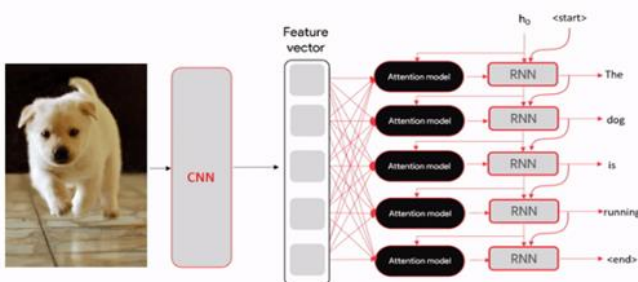 h₀ <start>
Feature
vector
CNN
Attention model RNN The
Attention model RNN dog
Attention model RNN is
Attention model RNN running
Attention model RNN <end>